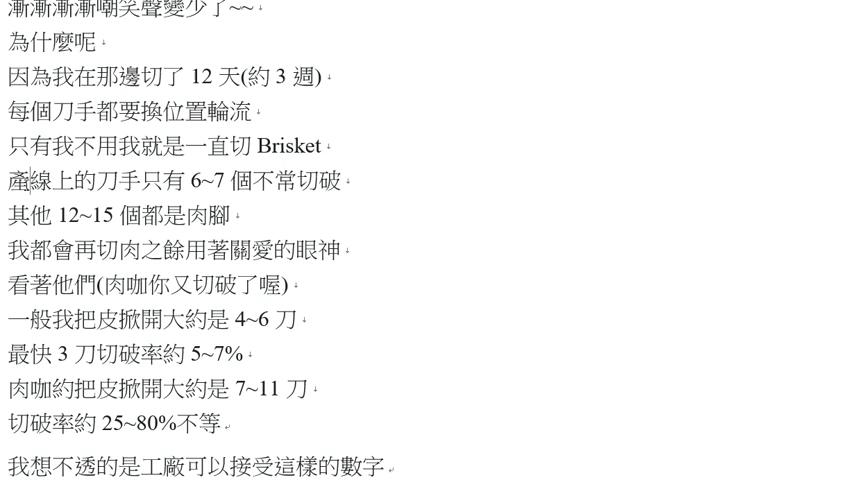 漸漸漸漸嘲笑聲變少了~~
為什麼呢
因為我在那邊切了 12 天(約 3 週)
每個刀手都要換位置輪流
只有我不用我就是一直切 Brisket
產線上的刀手只有 6~7 個不常切破
其他 12~15 個都是肉腳
我都會再切肉之餘用著關愛的眼神
看著他們(肉咖你又切破了喔)
一般我把皮掀開大約是 4~6 刀
最快 3 刀切破率約 5~7%
肉咖約把皮掀開大約是 7~11 刀
切破率約 25~80%不等
我想不透的是工廠可以接受這樣的數字